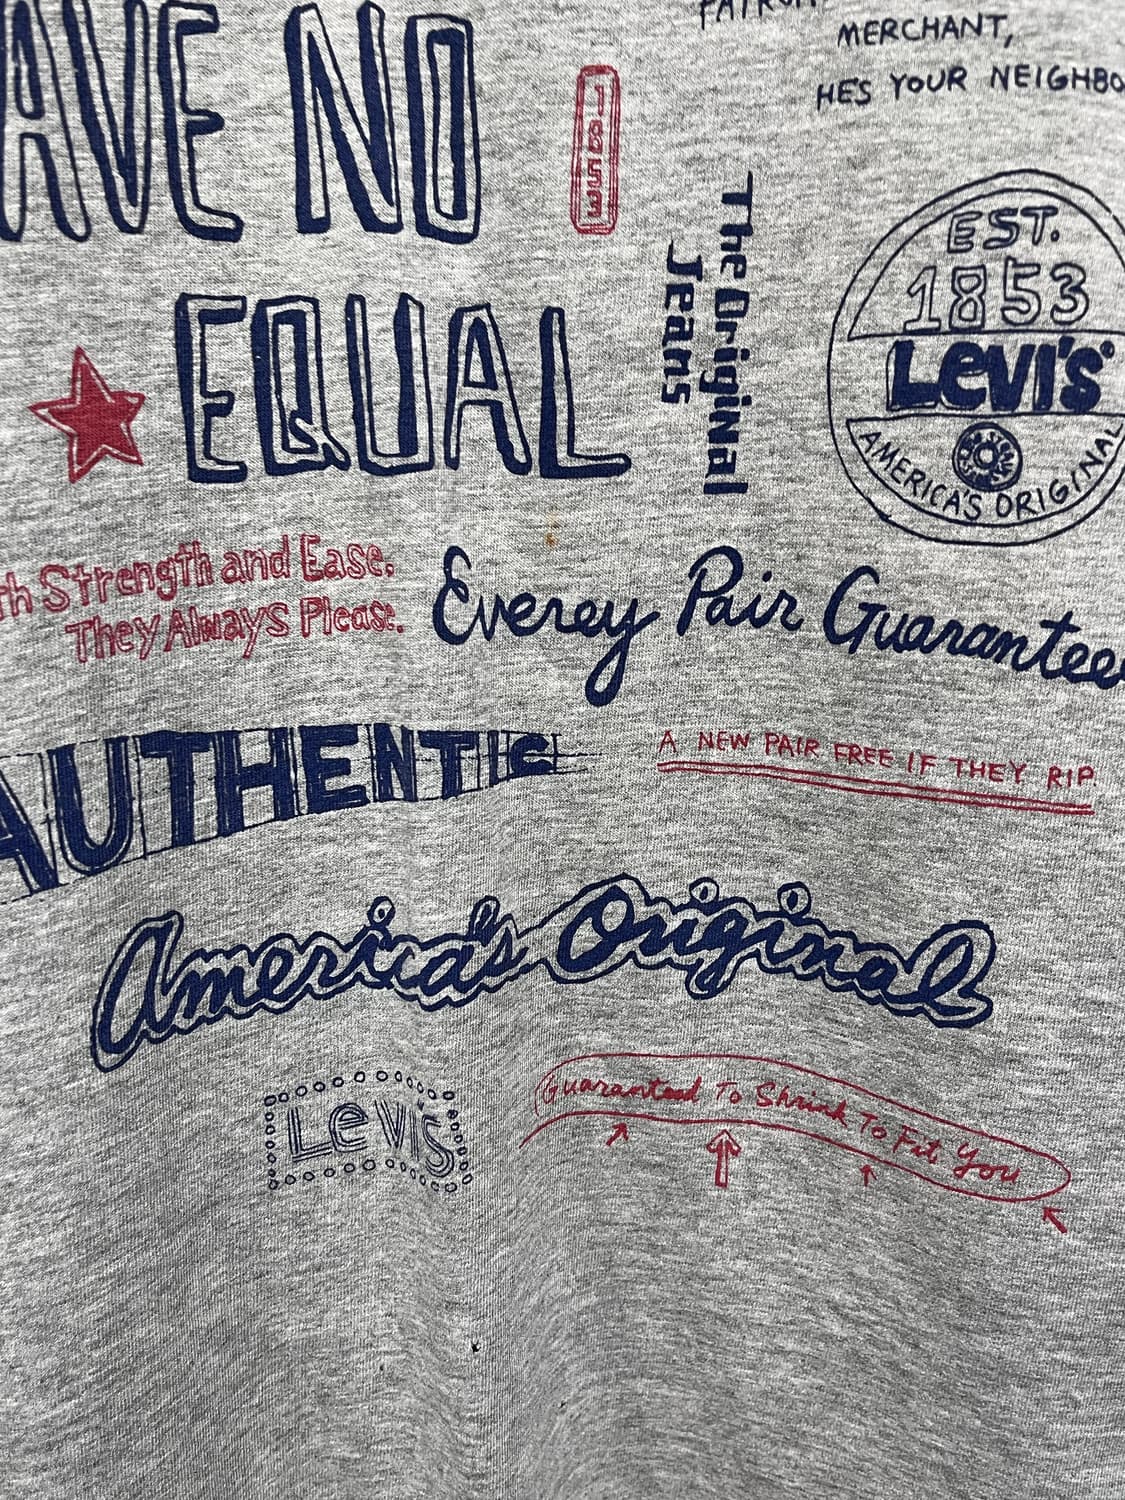 MERCHANT,
HES YOUR NEIGHBO
AVE NO
1853
The Original
Jeans
EST.
1853
LEVI'S
AMERICA'S ORIGINAL
EQUAL
th Strength and Ease.
They Always Please.
Everey Pair Guarantee
AUTHENTIC
A NEW PAIR FREE IF THEY RIP.
America's Original
Levi's
Guaranteed To Shrink To Fit You